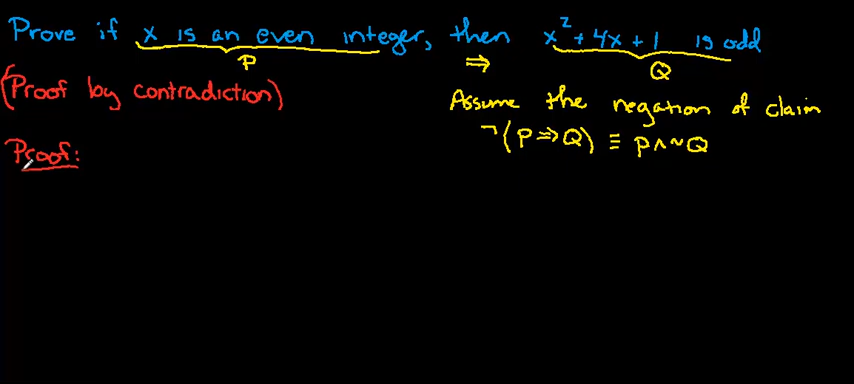 Prove if x is an even integer, then x² + 4x + 1 is odd
P ⇒ Q
(Proof by contradiction)
Assume the negation of claim
¬(P ⇒ Q) ≡ P ∧ ~Q
Proof: